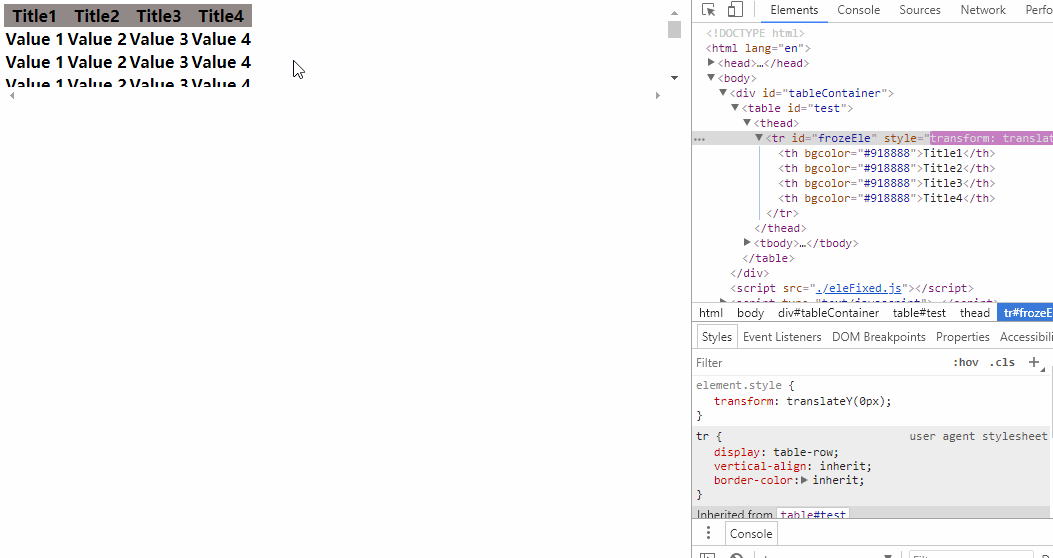 Title1 Title2 Title3 Title4
Value 1 Value 2 Value 3 Value 4
Value 1 Value 2 Value 3 Value 4
Value 1 Value 2 Value 3 Value 4
Elements Console Sources Network Perfo
<!DOCTYPE html>
<html lang="en">
<head>…</head>
<body>
<div id="tableContainer">
<table id="test">
<thead>
… <tr id="frozeEle" style="transform: translat
<th bgcolor="#918888">Title1</th>
<th bgcolor="#918888">Title2</th>
<th bgcolor="#918888">Title3</th>
<th bgcolor="#918888">Title4</th>
</tr>
</thead>
<tbody>…</tbody>
</table>
</div>
<script src="./eleFixed.js"></script>
<script type="text/javascript">…</script>
html body div#tableContainer table#test thead tr#frozeE
Styles Event Listeners DOM Breakpoints Properties Accessibili
Filter :hov .cls +
element.style {
transform: translateY(0px);
}
tr { user agent stylesheet
display: table-row;
vertical-align: inherit;
border-color: inherit;
}
Inherited from table#test
Console